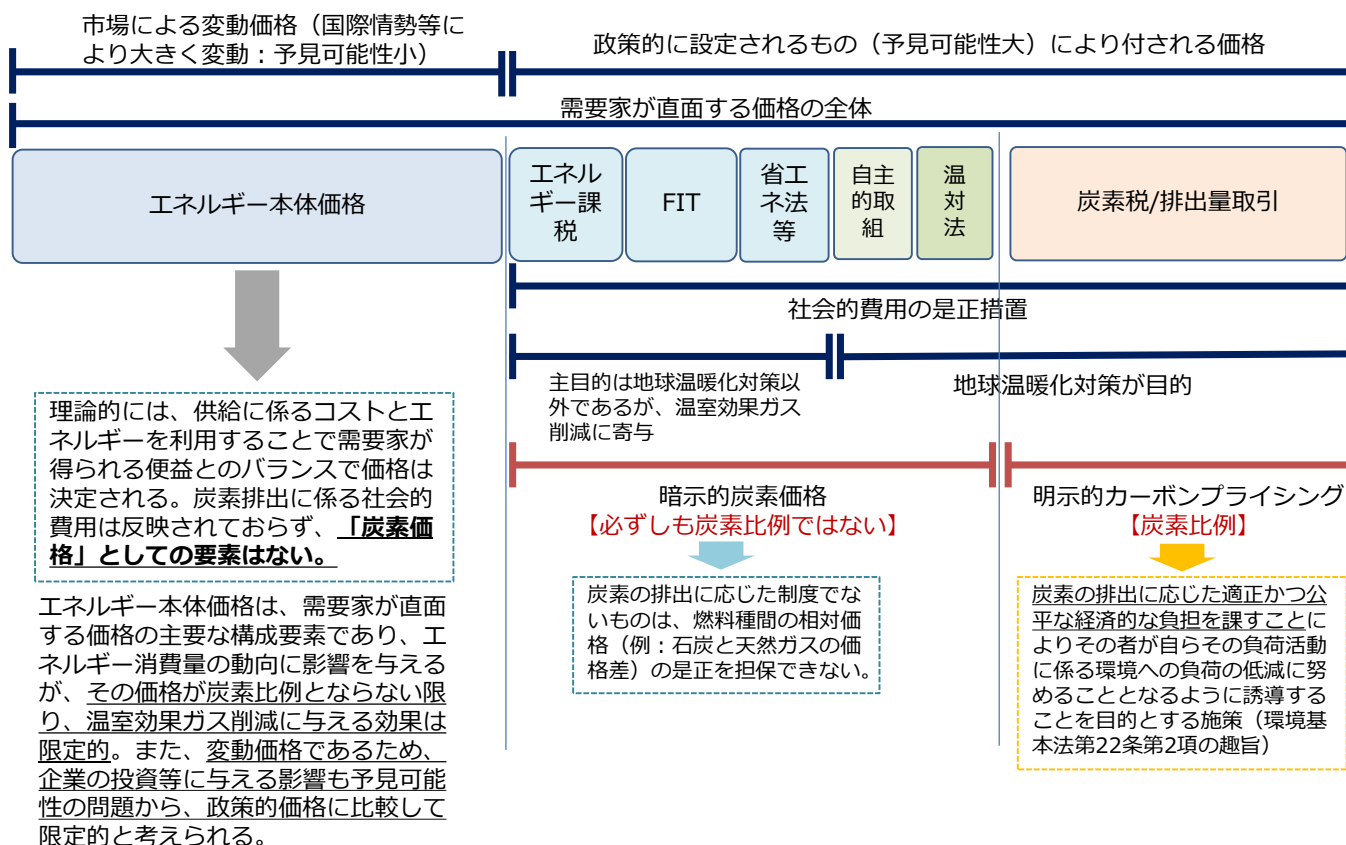 市場による変動価格（国際情勢等に
より大きく変動：予見可能性小）
政策的に設定されるもの（予見可能性大）により付される価格
需要家が直面する価格の全体
エネルギー本体価格
エネル
ギー課
税
FIT
省エ
ネ法
等
自主
的取
組
温
対
法
炭素税/排出量取引
社会的費用の是正措置
主目的は地球温暖化対策以
外であるが、温室効果ガス
削減に寄与
地球温暖化対策が目的
理論的には、供給に係るコストとエ
ネルギーを利用することで需要家が
得られる便益とのバランスで価格は
決定される。炭素排出に係る社会的
費用は反映されておらず、「炭素価
格」としての要素はない。
暗示的炭素価格
【必ずしも炭素比例ではない】
明示的カーボンプライシング
【炭素比例】
炭素の排出に応じた制度でな
いものは、燃料種間の相対価
格（例：石炭と天然ガスの価
格差）の是正を担保できない。
炭素の排出に応じた適正かつ公
平な経済的な負担を課すことに
よりその者が自らその負荷活動
に係る環境への負荷の低減に努
めることとなるように誘導する
ことを目的とする施策（環境基
本法第22条第2項の趣旨）
エネルギー本体価格は、需要家が直面
する価格の主要な構成要素であり、エ
ネルギー消費量の動向に影響を与える
が、その価格が炭素比例とならない限
り、温室効果ガス削減に与える効果は
限定的。また、変動価格であるため、
企業の投資等に与える影響も予見可能
性の問題から、政策的価格に比較して
限定的と考えられる。